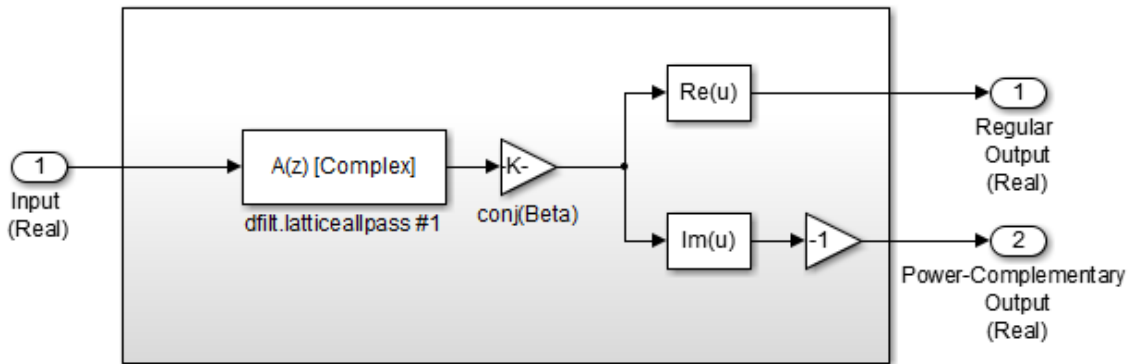 1
Input
(Real)
A(z) [Complex]
dfilt.latticeallpass #1
-K-
conj(Beta)
Re(u)
1
Regular
Output
(Real)
Im(u)
-1
2
Power-Complementary
Output
(Real)